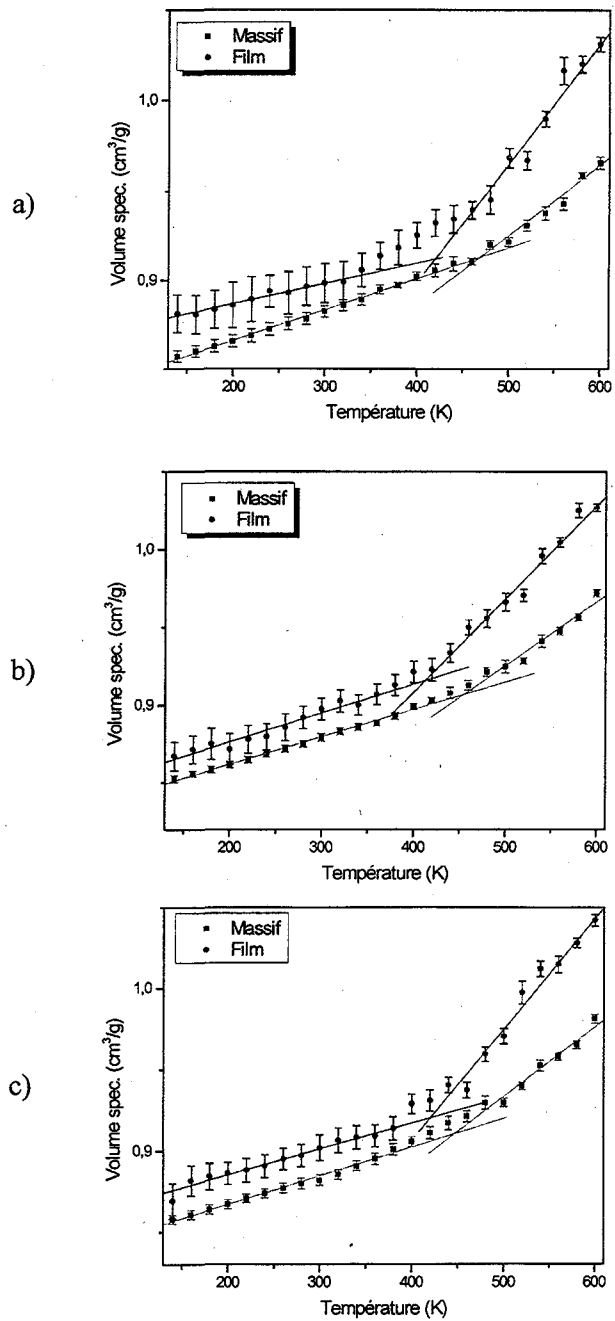 a)
Massif
Film
Volume spec. (cm³/g)
1,0
0,9
200
300
400
500
600
Température (K)
b)
Massif
Film
Volume spec. (cm³/g)
1,0
0,9
200
300
400
500
600
Température (K)
c)
Massif
Film
Volume spec. (cm³/g)
1,0
0,9
200
300
400
500
600
Température (K)